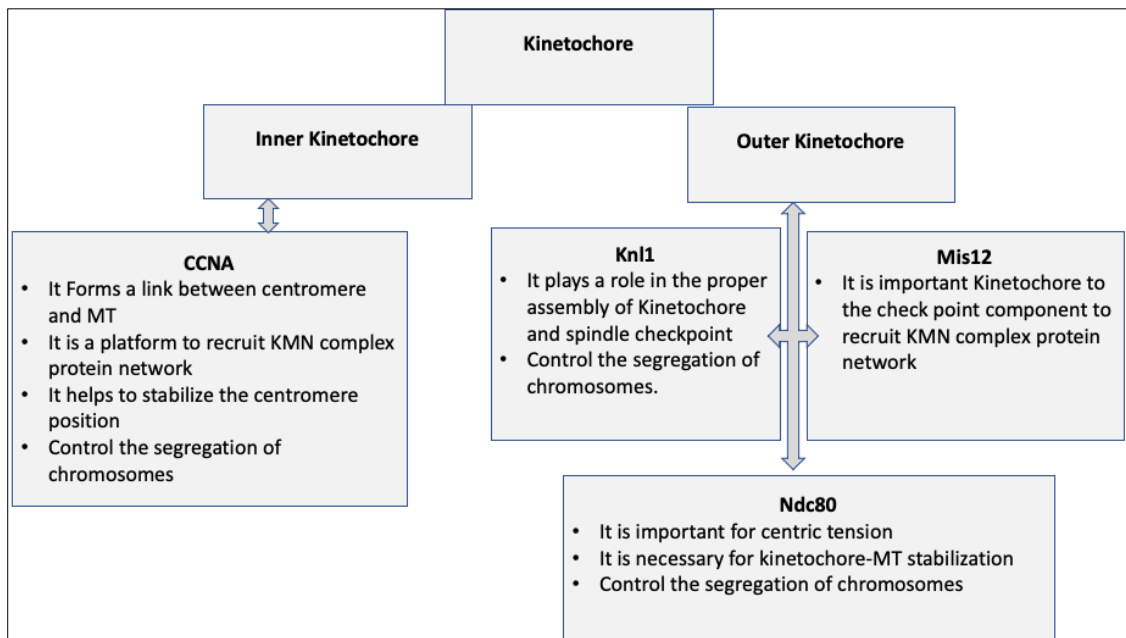 Kinetochore
Inner Kinetochore
Outer Kinetochore
CCNA
• It Forms a link between centromere
and MT
• It is a platform to recruit KMN complex
protein network
• It helps to stabilize the centromere
position
• Control the segregation of
chromosomes
Knl1
• It plays a role in the proper
assembly of Kinetochore
and spindle checkpoint
• Control the segregation of
chromosomes.
Mis12
• It is important Kinetochore to
the check point component to
recruit KMN complex protein
network
Ndc80
• It is important for centric tension
• It is necessary for kinetochore-MT stabilization
• Control the segregation of chromosomes